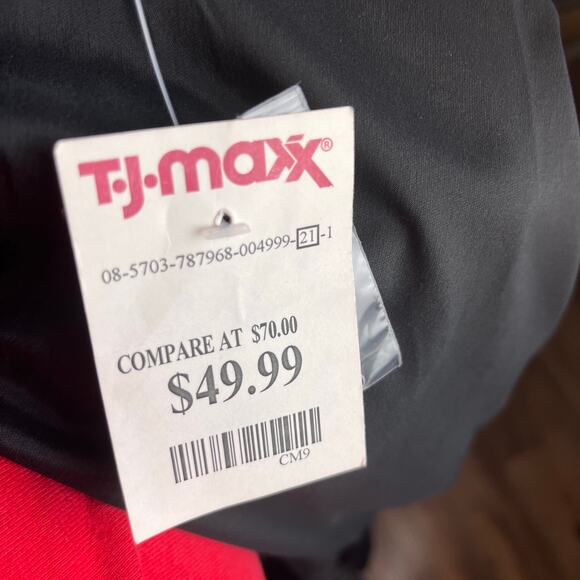 T·J·maxx®
08-5703-787968-004999-21-1
COMPARE AT $70.00
$49.99
CM9